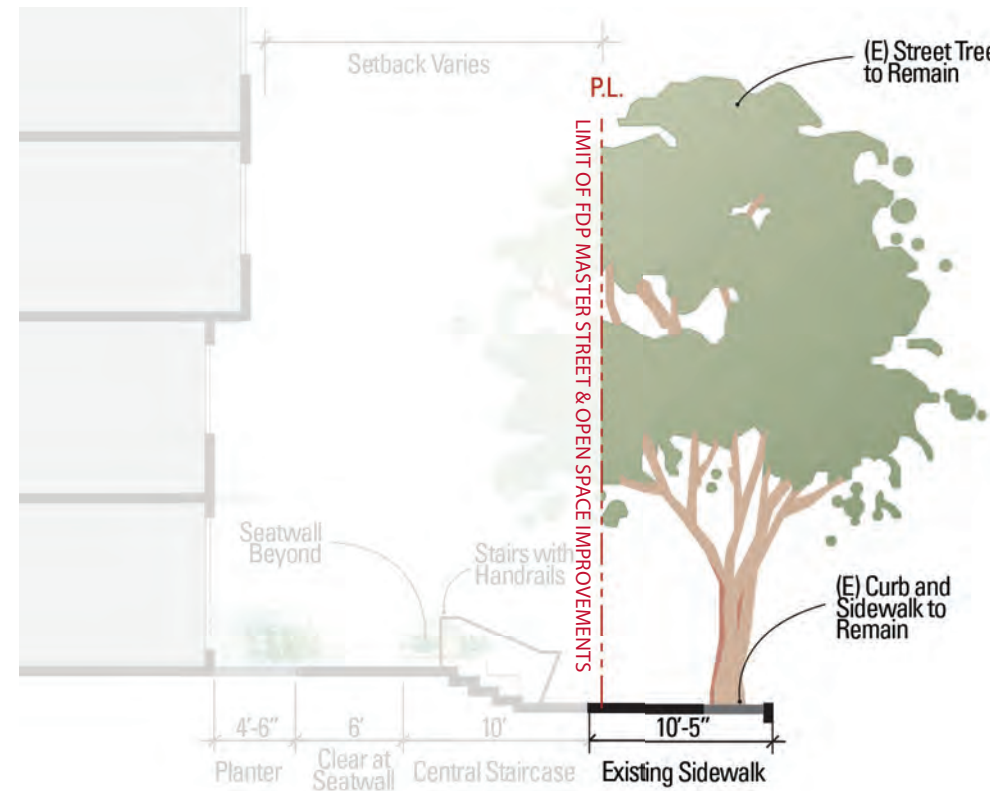 Setback Varies
(E) Street Tree
to Remain
P.L.
LIMIT OF FDP MASTER STREET & OPEN SPACE IMPROVEMENTS
Seatwall
Beyond
Stairs with
Handrails
(E) Curb and
Sidewalk to
Remain
4'-6"
6'
10'
10'-5"
Planter
Clear at
Seatwall
Central Staircase
Existing Sidewalk